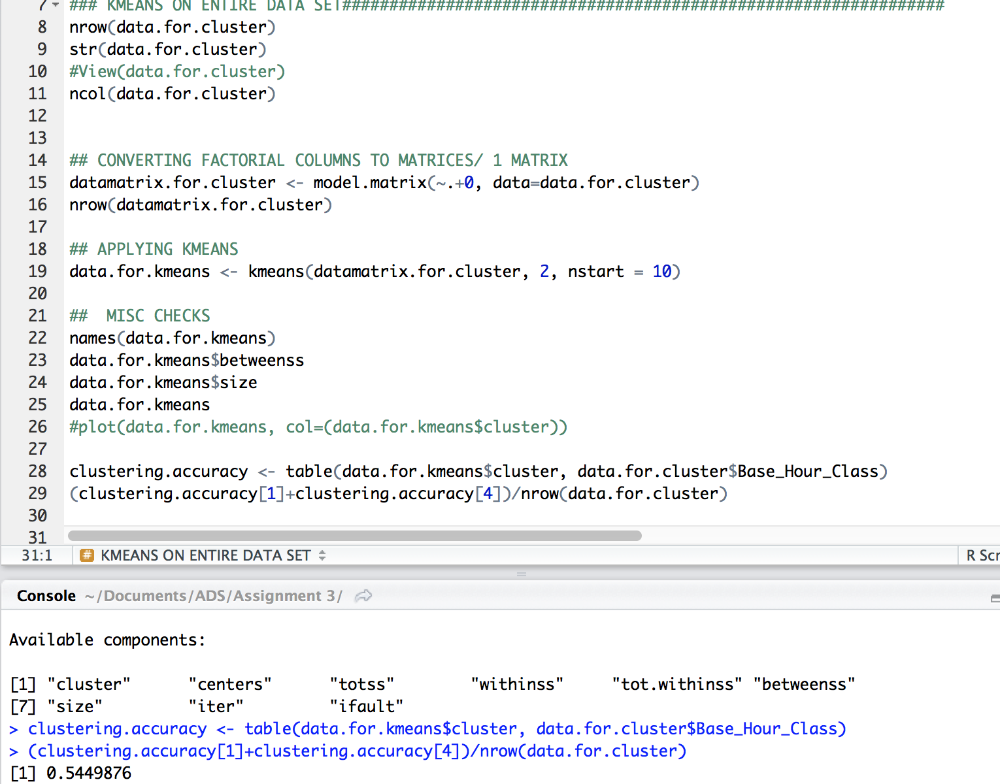 7 ### KMEANS ON ENTIRE DATA SET################################################################
8 nrow(data.for.cluster)
9 str(data.for.cluster)
10 #View(data.for.cluster)
11 ncol(data.for.cluster)
12
13
14 ## CONVERTING FACTORIAL COLUMNS TO MATRICES/ 1 MATRIX
15 datamatrix.for.cluster <- model.matrix(~.+0, data=data.for.cluster)
16 nrow(datamatrix.for.cluster)
17
18 ## APPLYING KMEANS
19 data.for.kmeans <- kmeans(datamatrix.for.cluster, 2, nstart = 10)
20
21 ##  MISC CHECKS
22 names(data.for.kmeans)
23 data.for.kmeans$betweenss
24 data.for.kmeans$size
25 data.for.kmeans
26 #plot(data.for.kmeans, col=(data.for.kmeans$cluster))
27
28 clustering.accuracy <- table(data.for.kmeans$cluster, data.for.cluster$Base_Hour_Class)
29 (clustering.accuracy[1]+clustering.accuracy[4])/nrow(data.for.cluster)
30
31
31:1 # KMEANS ON ENTIRE DATA SET R Scr
Console ~/Documents/ADS/Assignment 3/
Available components:
[1] "cluster" "centers" "totss" "withinss" "tot.withinss" "betweenss"
[7] "size" "iter" "ifault"
> clustering.accuracy <- table(data.for.kmeans$cluster, data.for.cluster$Base_Hour_Class)
> (clustering.accuracy[1]+clustering.accuracy[4])/nrow(data.for.cluster)
[1] 0.5449876